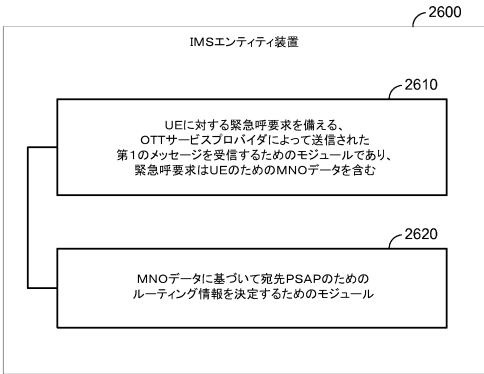 2600
IMSエンティティ装置
2610
UEに対する緊急呼要求を備える、
OTTサービスプロバイダによって送信された
第1のメッセージを受信するためのモジュールであり、
緊急呼要求はUEのためのMNOデータを含む
2620
MNOデータに基づいて宛先PSAPのための
ルーティング情報を決定するためのモジュール